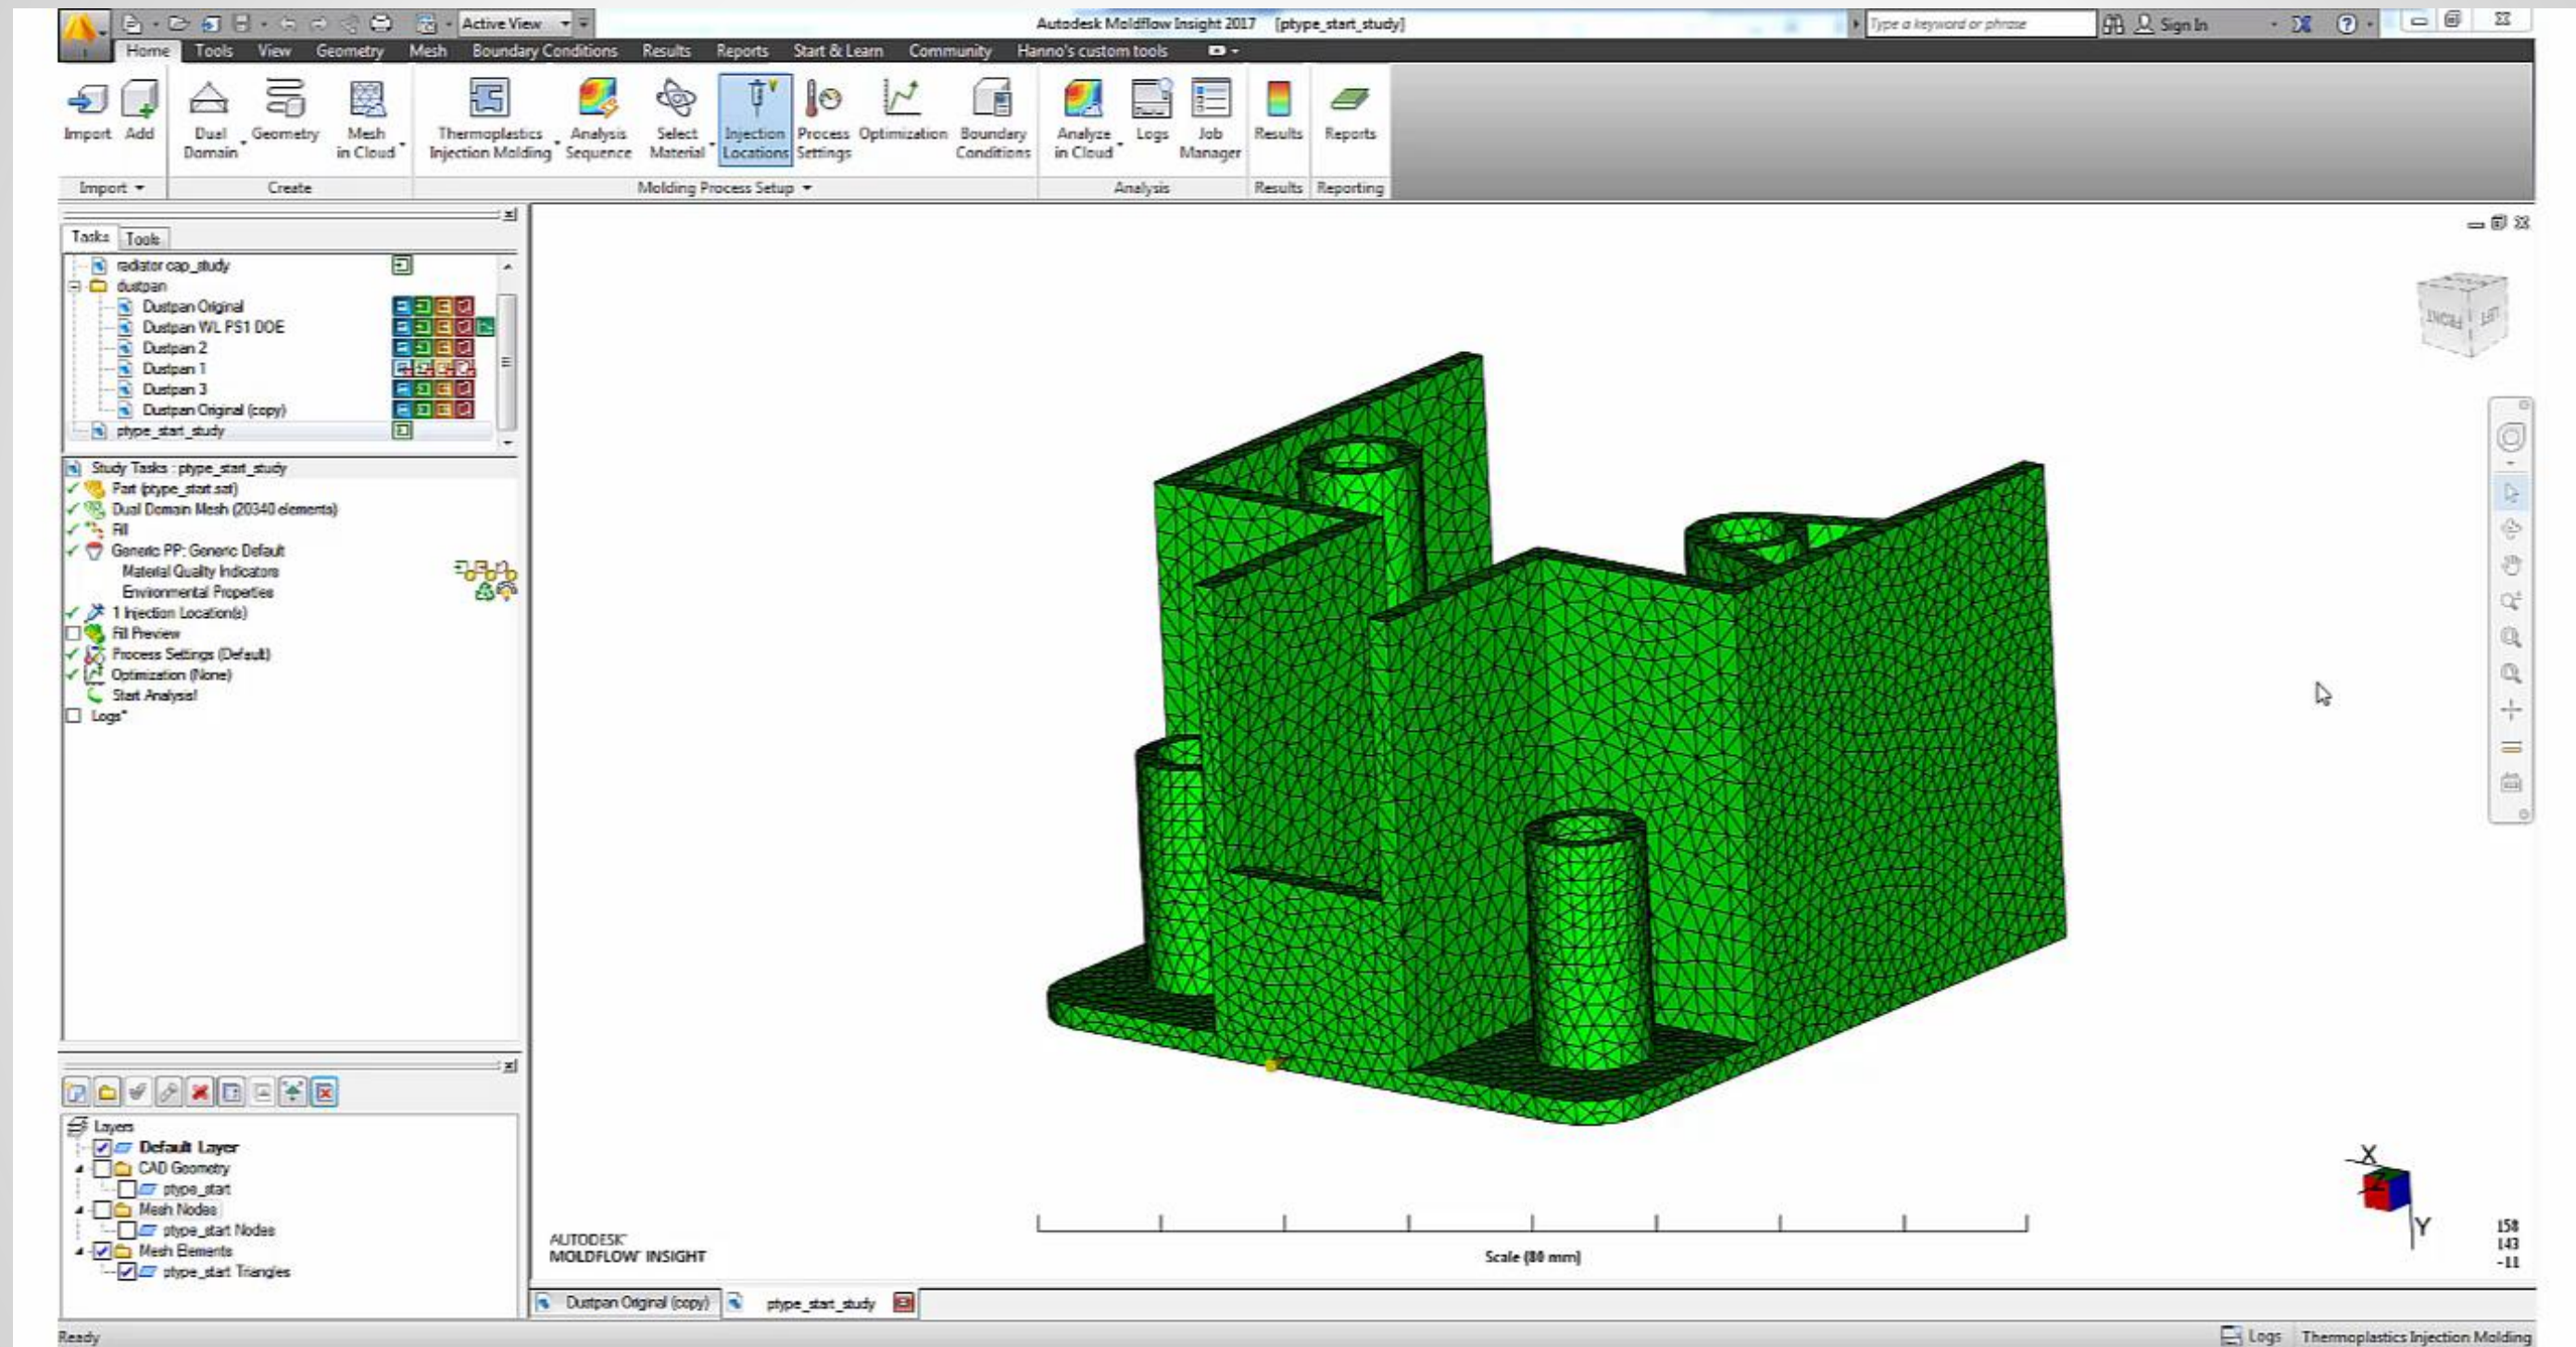 Active View
Autodesk Moldflow Insight 2017 [ptype_start_study]
Type a keyword or phrase
Sign In
Home Tools View Geometry Mesh Boundary Conditions Results Reports Start & Learn Community Hanno's custom tools
Import Add Dual Domain Geometry Mesh in Cloud Thermoplastics Injection Molding Analysis Sequence Select Material Injection Locations Process Settings Optimization Boundary Conditions Analyze in Cloud Logs Job Manager Results Reports
Import Create Molding Process Setup Analysis Results Reporting
Tasks Tools
radiator cap_study
dustpan
Dustpan Original
Dustpan WL PS1 DOE
Dustpan 2
Dustpan 1
Dustpan 3
Dustpan Original (copy)
ptype_start_study
Study Tasks : ptype_start_study
Part (ptype_start.sat)
Dual Domain Mesh (20340 elements)
Fill
Generic PP: Generic Default
Material Quality Indicators
Environmental Properties
1 Injection Location(s)
Fill Preview
Process Settings (Default)
Optimization (None)
Start Analysis!
Logs*
Layers
Default Layer
CAD Geometry
ptype_start
Mesh Nodes
ptype_start Nodes
Mesh Elements
ptype_start Triangles
FRONT
LEFT
AUTODESK
MOLDFLOW INSIGHT
Scale (80 mm)
X
Z
Y
158
143
-11
Dustpan Original (copy) ptype_start_study
Ready
Logs Thermoplastics Injection Molding